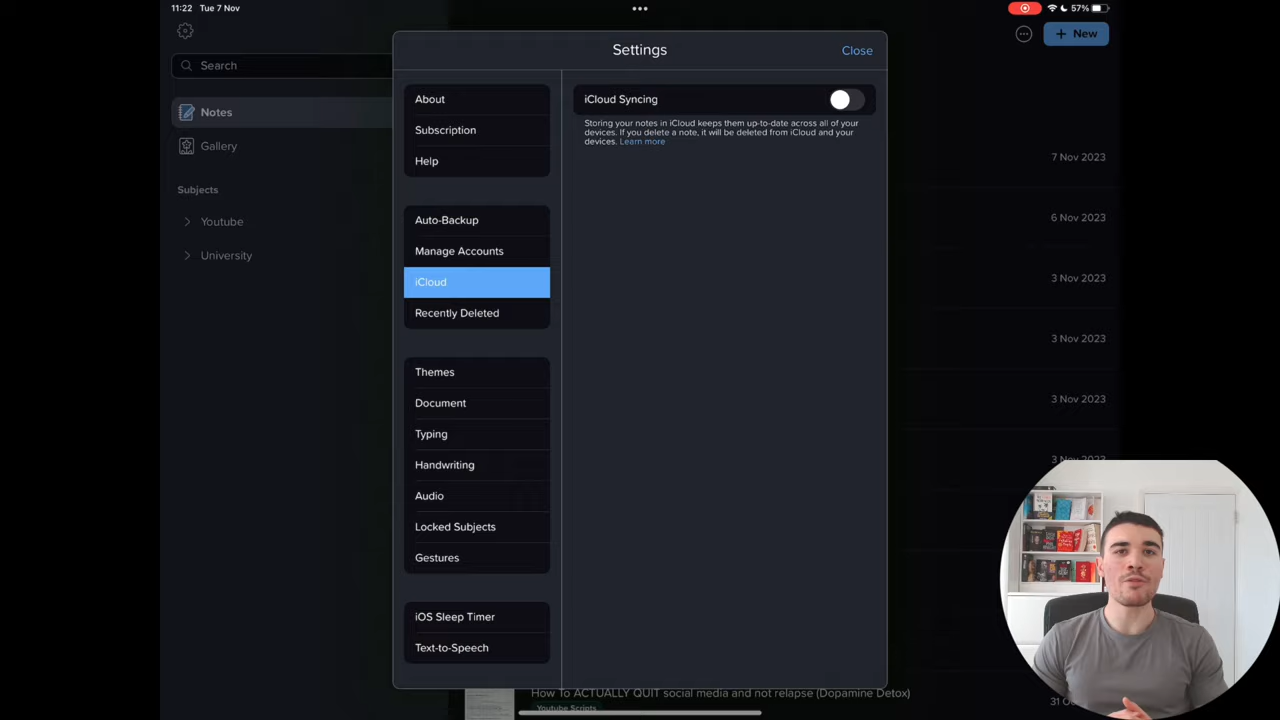 11:22 Tue 7 Nov
57%
Settings
Close
New
Search
Notes
Gallery
Subjects
Youtube
University
About
Subscription
Help
Auto-Backup
Manage Accounts
iCloud
Recently Deleted
Themes
Document
Typing
Handwriting
Audio
Locked Subjects
Gestures
iOS Sleep Timer
Text-to-Speech
iCloud Syncing
Storing your notes in iCloud keeps them up-to-date across all of your
devices. If you delete a note, it will be deleted from iCloud and your
devices. Learn more
7 Nov 2023
6 Nov 2023
3 Nov 2023
3 Nov 2023
3 Nov 2023
3 Nov 2023
How To ACTUALLY QUIT social media and not relapse (Dopamine Detox)
Youtube Scripts
31